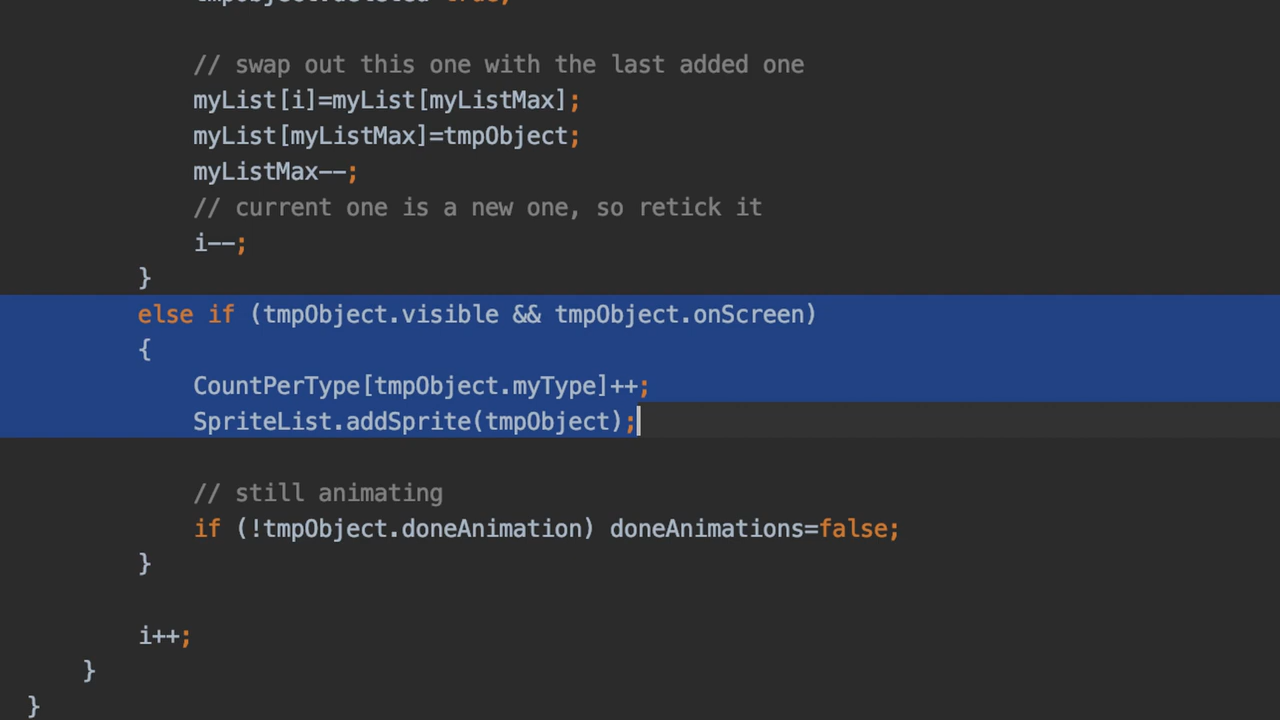 // swap out this one with the last added one
myList[i]=myList[myListMax];
myList[myListMax]=tmpObject;
myListMax--;
// current one is a new one, so retick it
i--;
}
else if (tmpObject.visible && tmpObject.onScreen)
{
CountPerType[tmpObject.myType]++;
SpriteList.addSprite(tmpObject);
// still animating
if (!tmpObject.doneAnimation) doneAnimations=false;
}
i++;
}
}